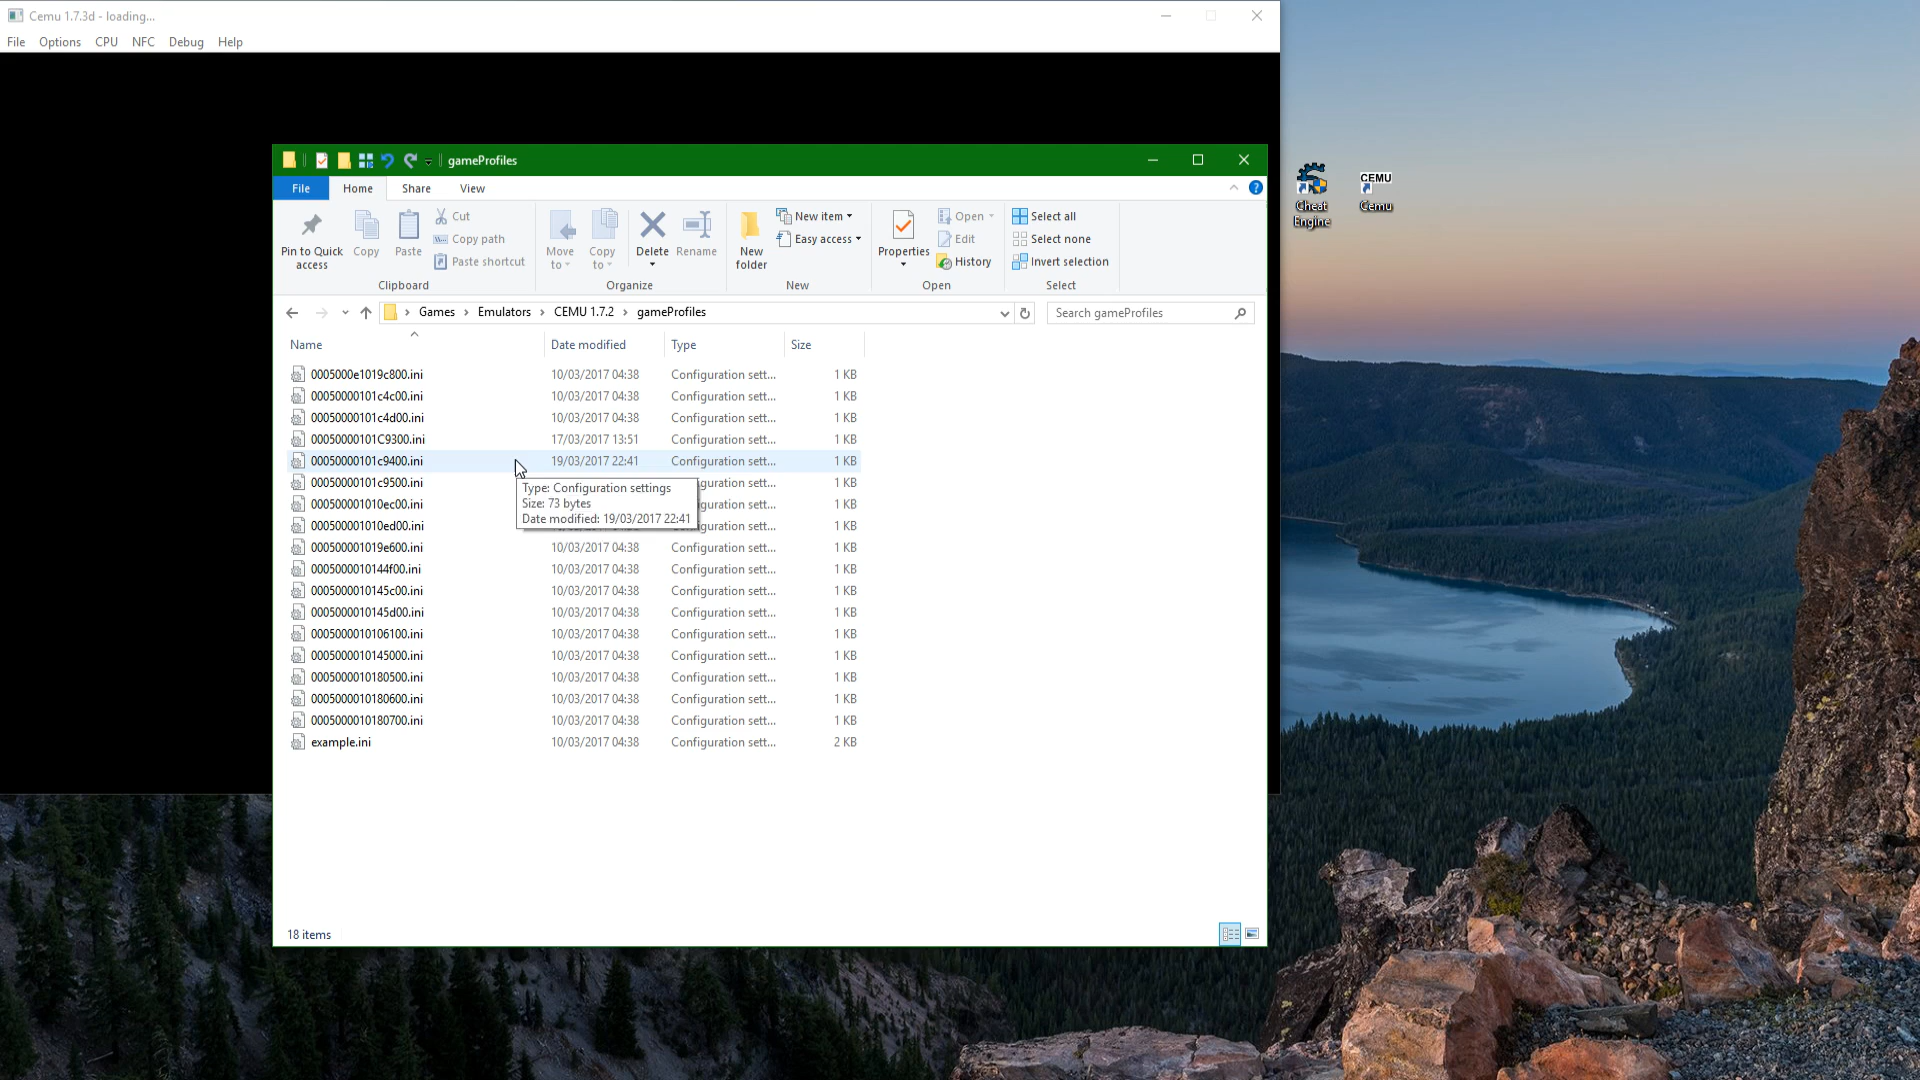 Cemu 1.7.3d - loading...
File Options CPU NFC Debug Help
gameProfiles
File Home Share View
Pin to Quick access
Copy
Paste
Cut
Copy path
Paste shortcut
Clipboard
Move to
Copy to
Delete
Rename
Organize
New folder
New item
Easy access
New
Properties
Open
Edit
History
Open
Select all
Select none
Invert selection
Select
Games > Emulators > CEMU 1.7.2 > gameProfiles
Search gameProfiles
Name Date modified Type Size
0005000e1019c800.ini 10/03/2017 04:38 Configuration sett... 1 KB
00050000101c4c00.ini 10/03/2017 04:38 Configuration sett... 1 KB
00050000101c4d00.ini 10/03/2017 04:38 Configuration sett... 1 KB
00050000101C9300.ini 17/03/2017 13:51 Configuration sett... 1 KB
00050000101c9400.ini 19/03/2017 22:41 Configuration sett... 1 KB
00050000101c9500.ini guration sett... 1 KB
000500001010ec00.ini guration sett... 1 KB
000500001010ed00.ini guration sett... 1 KB
Type: Configuration settings
Size: 73 bytes
Date modified: 19/03/2017 22:41
000500001019e600.ini 10/03/2017 04:38 Configuration sett... 1 KB
0005000010144f00.ini 10/03/2017 04:38 Configuration sett... 1 KB
0005000010145c00.ini 10/03/2017 04:38 Configuration sett... 1 KB
0005000010145d00.ini 10/03/2017 04:38 Configuration sett... 1 KB
0005000010106100.ini 10/03/2017 04:38 Configuration sett... 1 KB
0005000010145000.ini 10/03/2017 04:38 Configuration sett... 1 KB
0005000010180500.ini 10/03/2017 04:38 Configuration sett... 1 KB
0005000010180600.ini 10/03/2017 04:38 Configuration sett... 1 KB
0005000010180700.ini 10/03/2017 04:38 Configuration sett... 1 KB
example.ini 10/03/2017 04:38 Configuration sett... 2 KB
18 items
Cheat Engine
CEMU
Cemu